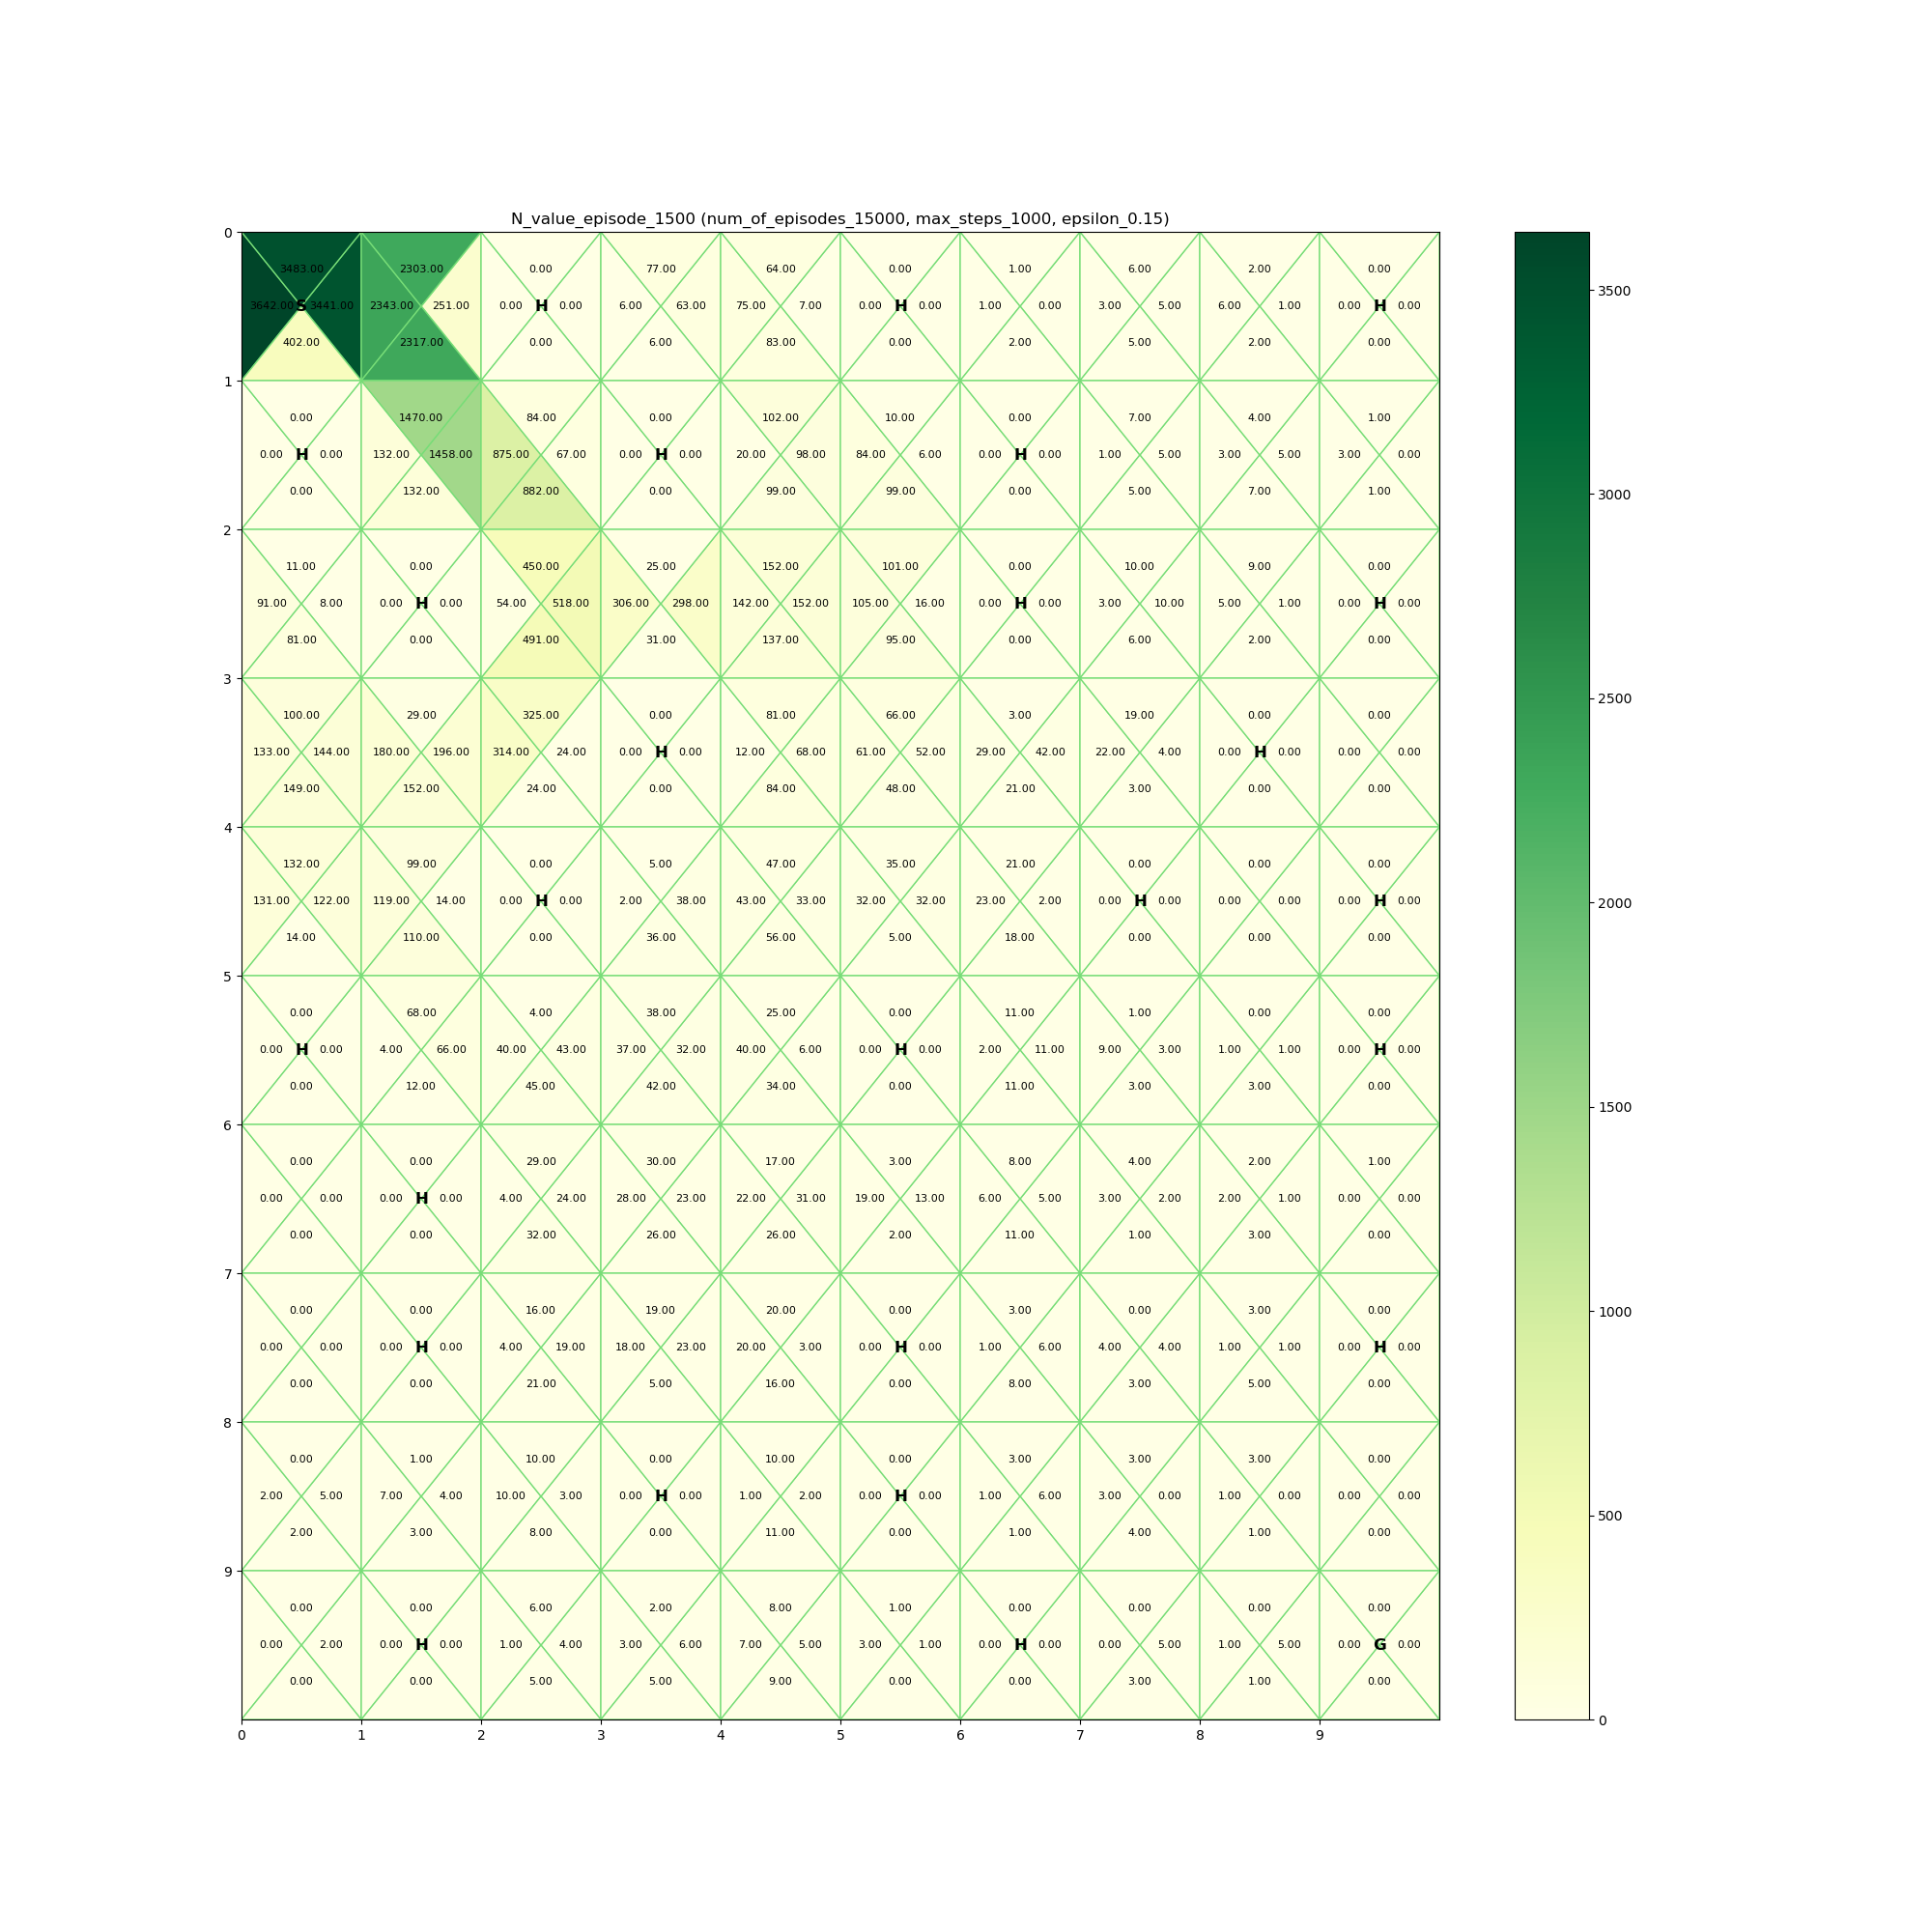 N_value_episode_1500 (num_of_episodes_15000, max_steps_1000, epsilon_0.15)
0
3483.00 2303.00 0.00 77.00 64.00 0.00 1.00 6.00 2.00 0.00
3642.00 S 3441.00 2343.00 251.00 0.00 H 0.00 6.00 63.00 75.00 7.00 0.00 H 0.00 1.00 0.00 3.00 5.00 6.00 1.00 0.00 H 0.00
3500
402.00 2317.00 0.00 6.00 83.00 0.00 2.00 5.00 2.00 0.00
1
0.00 1470.00 84.00 0.00 102.00 10.00 0.00 7.00 4.00 1.00
0.00 H 0.00 132.00 1458.00 875.00 67.00 0.00 H 0.00 20.00 98.00 84.00 6.00 0.00 H 0.00 1.00 5.00 3.00 5.00 3.00 0.00
0.00 132.00 882.00 0.00 99.00 99.00 0.00 5.00 7.00 1.00
3000
2
11.00 0.00 450.00 25.00 152.00 101.00 0.00 10.00 9.00 0.00
91.00 8.00 0.00 H 0.00 54.00 518.00 306.00 298.00 142.00 152.00 105.00 16.00 0.00 H 0.00 3.00 10.00 5.00 1.00 0.00 H 0.00
81.00 0.00 491.00 31.00 137.00 95.00 0.00 6.00 2.00 0.00
3
2500
100.00 29.00 325.00 0.00 81.00 66.00 3.00 19.00 0.00 0.00
133.00 144.00 180.00 196.00 314.00 24.00 0.00 H 0.00 12.00 68.00 61.00 52.00 29.00 42.00 22.00 4.00 0.00 H 0.00 0.00 0.00
149.00 152.00 24.00 0.00 84.00 48.00 21.00 3.00 0.00 0.00
4
132.00 99.00 0.00 5.00 47.00 35.00 21.00 0.00 0.00 0.00
131.00 122.00 119.00 14.00 0.00 H 0.00 2.00 38.00 43.00 33.00 32.00 32.00 23.00 2.00 0.00 H 0.00 0.00 0.00 0.00 H 0.00
2000
14.00 110.00 0.00 36.00 56.00 5.00 18.00 0.00 0.00 0.00
5
0.00 68.00 4.00 38.00 25.00 0.00 11.00 1.00 0.00 0.00
0.00 H 0.00 4.00 66.00 40.00 43.00 37.00 32.00 40.00 6.00 0.00 H 0.00 2.00 11.00 9.00 3.00 1.00 1.00 0.00 H 0.00
0.00 12.00 45.00 42.00 34.00 0.00 11.00 3.00 3.00 0.00
1500
6
0.00 0.00 29.00 30.00 17.00 3.00 8.00 4.00 2.00 1.00
0.00 0.00 0.00 H 0.00 4.00 24.00 28.00 23.00 22.00 31.00 19.00 13.00 6.00 5.00 3.00 2.00 2.00 1.00 0.00 0.00
0.00 0.00 32.00 26.00 26.00 2.00 11.00 1.00 3.00 0.00
7
0.00 0.00 16.00 19.00 20.00 0.00 3.00 0.00 3.00 0.00
1000
0.00 0.00 0.00 H 0.00 4.00 19.00 18.00 23.00 20.00 3.00 0.00 H 0.00 1.00 6.00 4.00 4.00 1.00 1.00 0.00 H 0.00
0.00 0.00 21.00 5.00 16.00 0.00 8.00 3.00 5.00 0.00
8
0.00 1.00 10.00 0.00 10.00 0.00 3.00 3.00 3.00 0.00
2.00 5.00 7.00 4.00 10.00 3.00 0.00 H 0.00 1.00 2.00 0.00 H 0.00 1.00 6.00 3.00 0.00 1.00 0.00 0.00 0.00
500
2.00 3.00 8.00 0.00 11.00 0.00 1.00 4.00 1.00 0.00
9
0.00 0.00 6.00 2.00 8.00 1.00 0.00 0.00 0.00 0.00
0.00 2.00 0.00 H 0.00 1.00 4.00 3.00 6.00 7.00 5.00 3.00 1.00 0.00 H 0.00 0.00 5.00 1.00 5.00 0.00 G 0.00
0.00 0.00 5.00 5.00 9.00 0.00 0.00 3.00 1.00 0.00
0
0 1 2 3 4 5 6 7 8 9